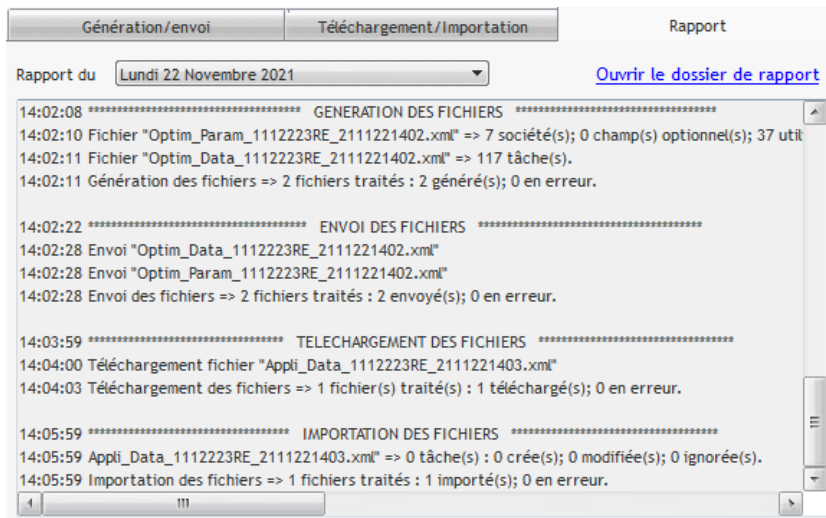 Génération/envoi
Téléchargement/Importation
Rapport
Rapport du
Lundi 22 Novembre 2021
Ouvrir le dossier de rapport
14:02:08 ************************************ GENERATION DES FICHIERS ************************************
14:02:10 Fichier "Optim_Param_1112223RE_2111221402.xml" => 7 société(s); 0 champ(s) optionnel(s); 37 util
14:02:11 Fichier "Optim_Data_1112223RE_2111221402.xml" => 117 tâche(s).
14:02:11 Génération des fichiers => 2 fichiers traités : 2 généré(s); 0 en erreur.
14:02:22 ************************************* ENVOI DES FICHIERS **************************************
14:02:28 Envoi "Optim_Data_1112223RE_2111221402.xml"
14:02:28 Envoi "Optim_Param_1112223RE_2111221402.xml"
14:02:28 Envoi des fichiers => 2 fichiers traités : 2 envoyé(s); 0 en erreur.
14:03:59 ********************************* TELECHARGEMENT DES FICHIERS *********************************
14:04:00 Téléchargement fichier "Appli_Data_1112223RE_2111221403.xml"
14:04:03 Téléchargement des fichiers => 1 fichier(s) traité(s) : 1 téléchargé(s); 0 en erreur.
14:05:59 ********************************** IMPORTATION DES FICHIERS ***********************************
14:05:59 Appli_Data_1112223RE_2111221403.xml" => 0 tâche(s) : 0 crée(s); 0 modifiée(s); 0 ignorée(s).
14:05:59 Importation des fichiers => 1 fichiers traités : 1 importé(s); 0 en erreur.